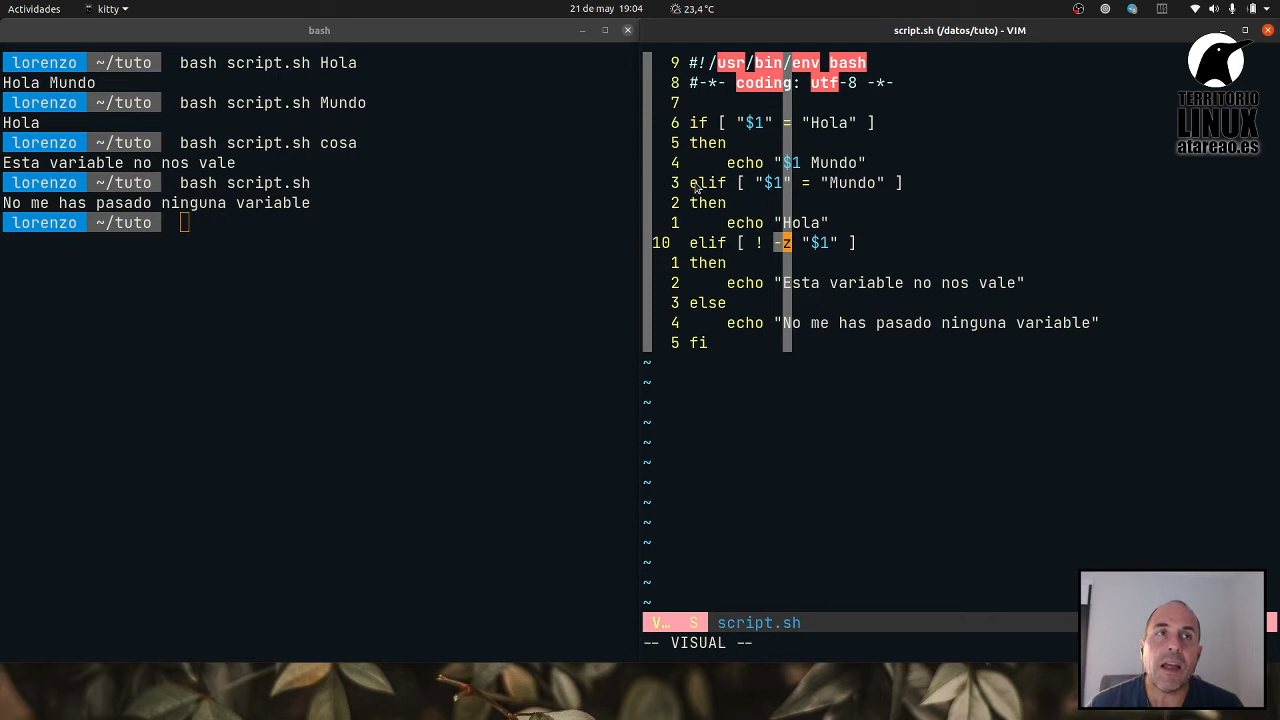 Actividades kitty 21 de may 19:04 23,4 °C
bash
lorenzo ~/tuto bash script.sh Hola
Hola Mundo
lorenzo ~/tuto bash script.sh Mundo
Hola
lorenzo ~/tuto bash script.sh cosa
Esta variable no nos vale
lorenzo ~/tuto bash script.sh
No me has pasado ninguna variable
lorenzo ~/tuto
script.sh (/datos/tuto) - VIM
9 #!/usr/bin/env bash
8 #-*- coding: utf-8 -*-
7
6 if [ "$1" = "Hola" ]
5 then
4 echo "$1 Mundo"
3 elif [ "$1" = "Mundo" ]
2 then
1 echo "Hola"
10 elif [ ! -z "$1" ]
1 then
2 echo "Esta variable no nos vale"
3 else
4 echo "No me has pasado ninguna variable"
5 fi
~
~
~
~
~
~
~
~
~
~
~
~
~
V… S script.sh
-- VISUAL --
TERRITORIO
LINUX
atareao.es